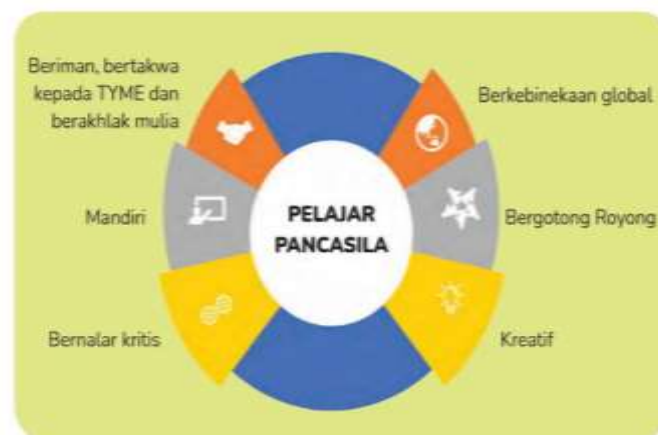 Beriman, bertakwa
kepada TYME dan
berakhlak mulia
Berkebinekaan global
Mandiri
PELAJAR
PANCASILA
Bergotong Royong
Bernalar kritis
Kreatif